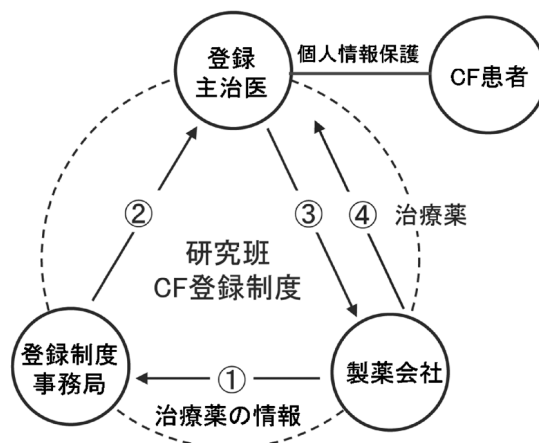 登録
主治医
個人情報保護
CF患者
②
③
④
治療薬
研究班
CF登録制度
登録制度
事務局
①
製薬会社
治療薬の情報